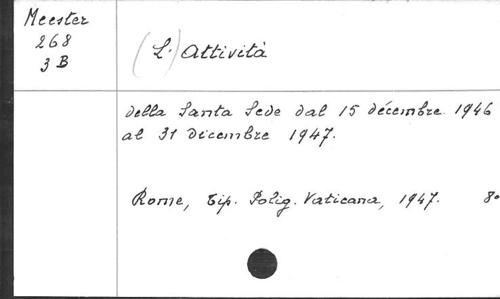 Meester
268
3 B
(L') Attività
della Santa Sede dal 15 décembre 1946
al 31 dicembre 1947.
Rome, Tip. Polig. Vaticana, 1947. 8°